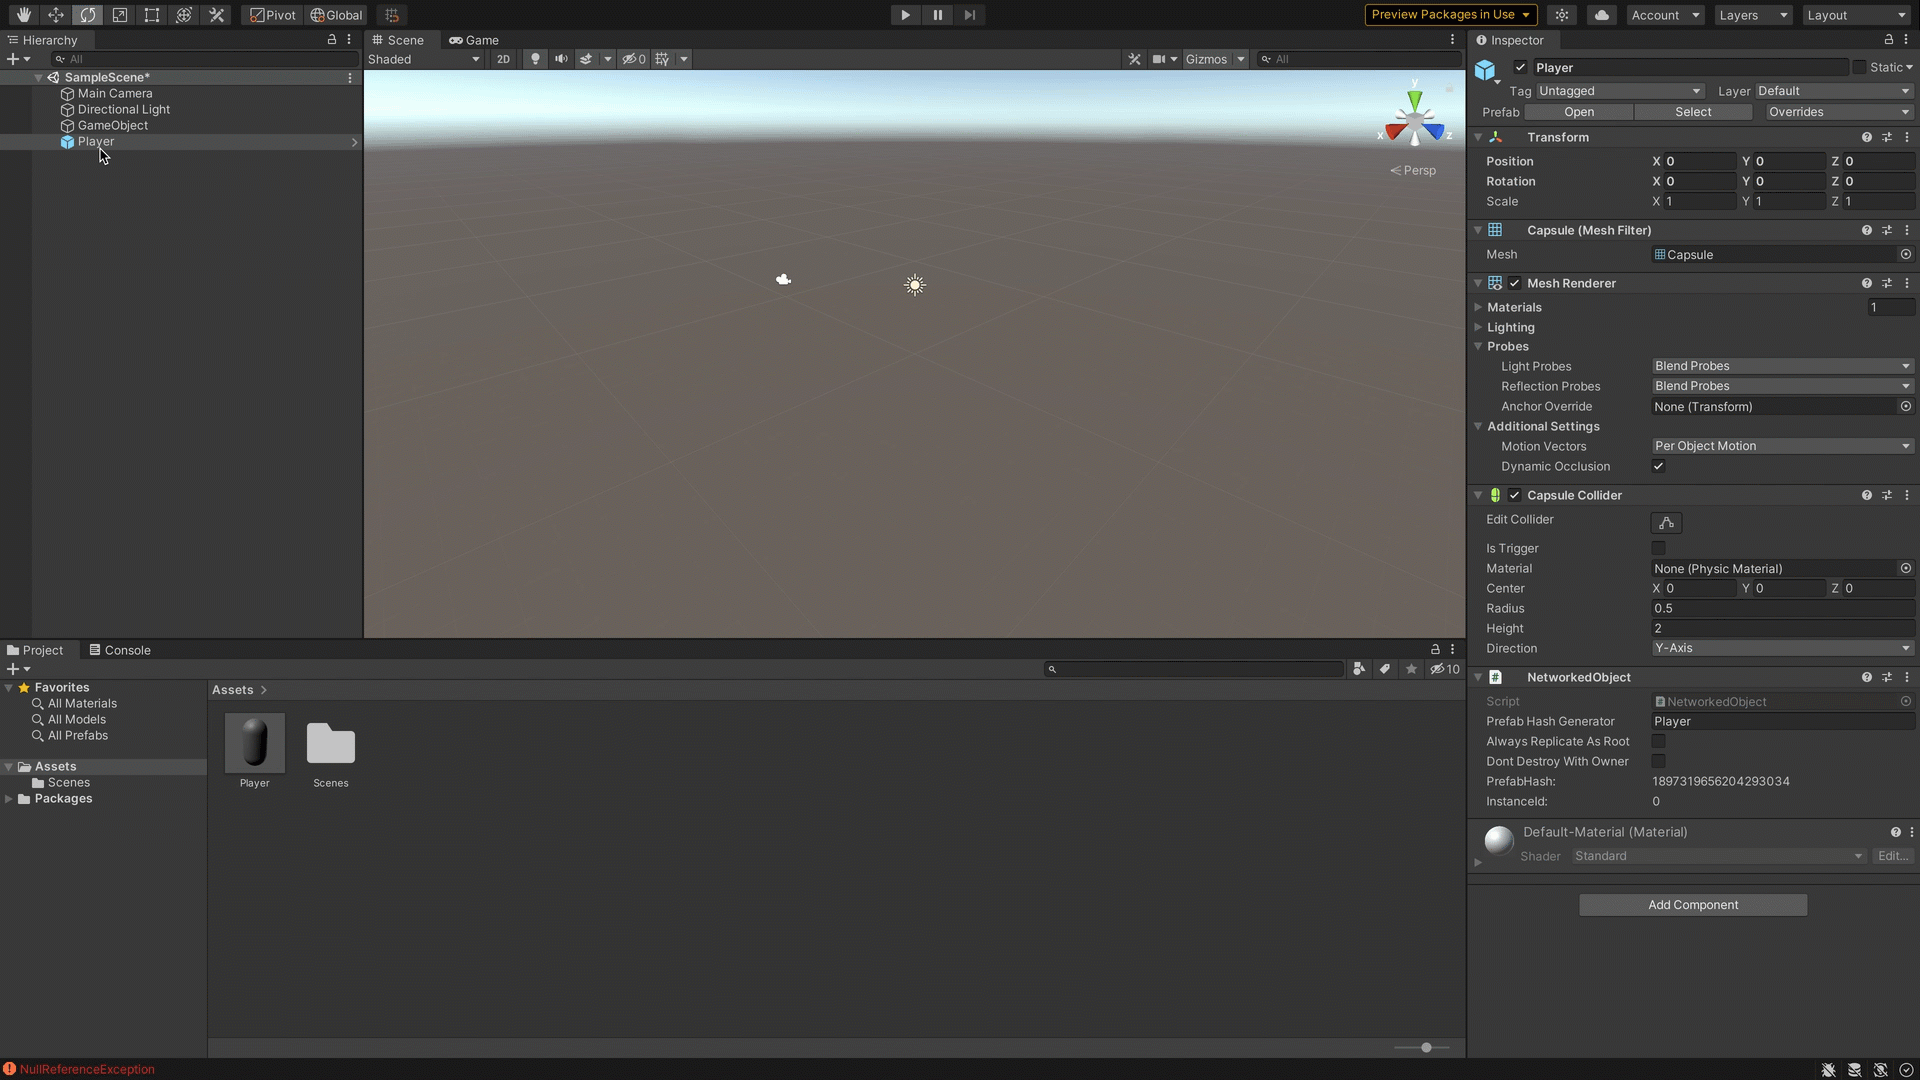 Pivot Global
Preview Packages in Use
Account
Layers
Layout
Hierarchy
All
SampleScene*
Main Camera
Directional Light
GameObject
Player
Scene
Game
Shaded
2D
0
Gizmos
All
y
x
z
Persp
Inspector
Player
Static
Tag Untagged Layer Default
Prefab Open Select Overrides
Transform
Position X 0 Y 0 Z 0
Rotation X 0 Y 0 Z 0
Scale X 1 Y 1 Z 1
Capsule (Mesh Filter)
Mesh Capsule
Mesh Renderer
Materials 1
Lighting
Probes
Light Probes Blend Probes
Reflection Probes Blend Probes
Anchor Override None (Transform)
Additional Settings
Motion Vectors Per Object Motion
Dynamic Occlusion
Capsule Collider
Edit Collider
Is Trigger
Material None (Physic Material)
Center X 0 Y 0 Z 0
Radius 0.5
Height 2
Direction Y-Axis
NetworkedObject
Script NetworkedObject
Prefab Hash Generator Player
Always Replicate As Root
Dont Destroy With Owner
PrefabHash: 1897319656204293034
InstanceId: 0
Default-Material (Material)
Shader Standard Edit...
Add Component
Project
Console
10
Favorites
All Materials
All Models
All Prefabs
Assets
Scenes
Packages
Assets
Player
Scenes
NullReferenceException